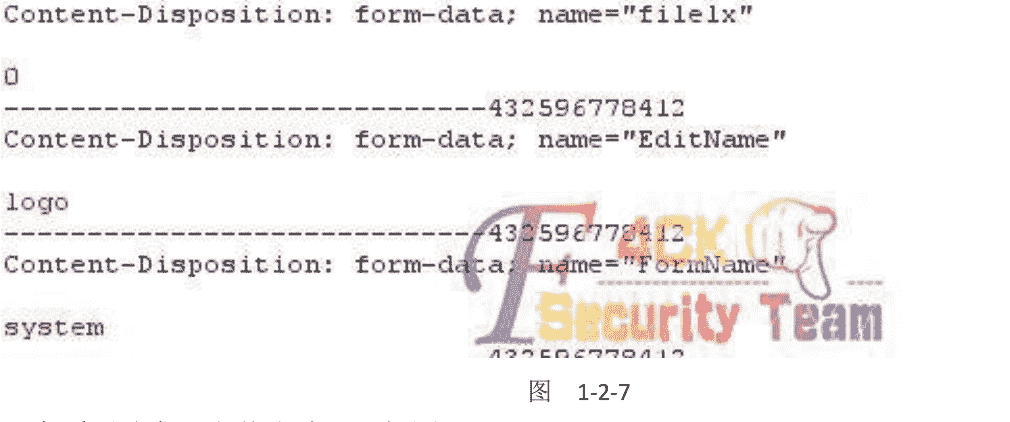 Content-Disposition: form-data; name="filelx"
0
-----------------------------432596778412
Content-Disposition: form-data; name="EditName"
logo
-----------------------------432596778412
Content-Disposition: form-data; name="FormName"
system
432596778412
F4CK
Security Team
图 1-2-7